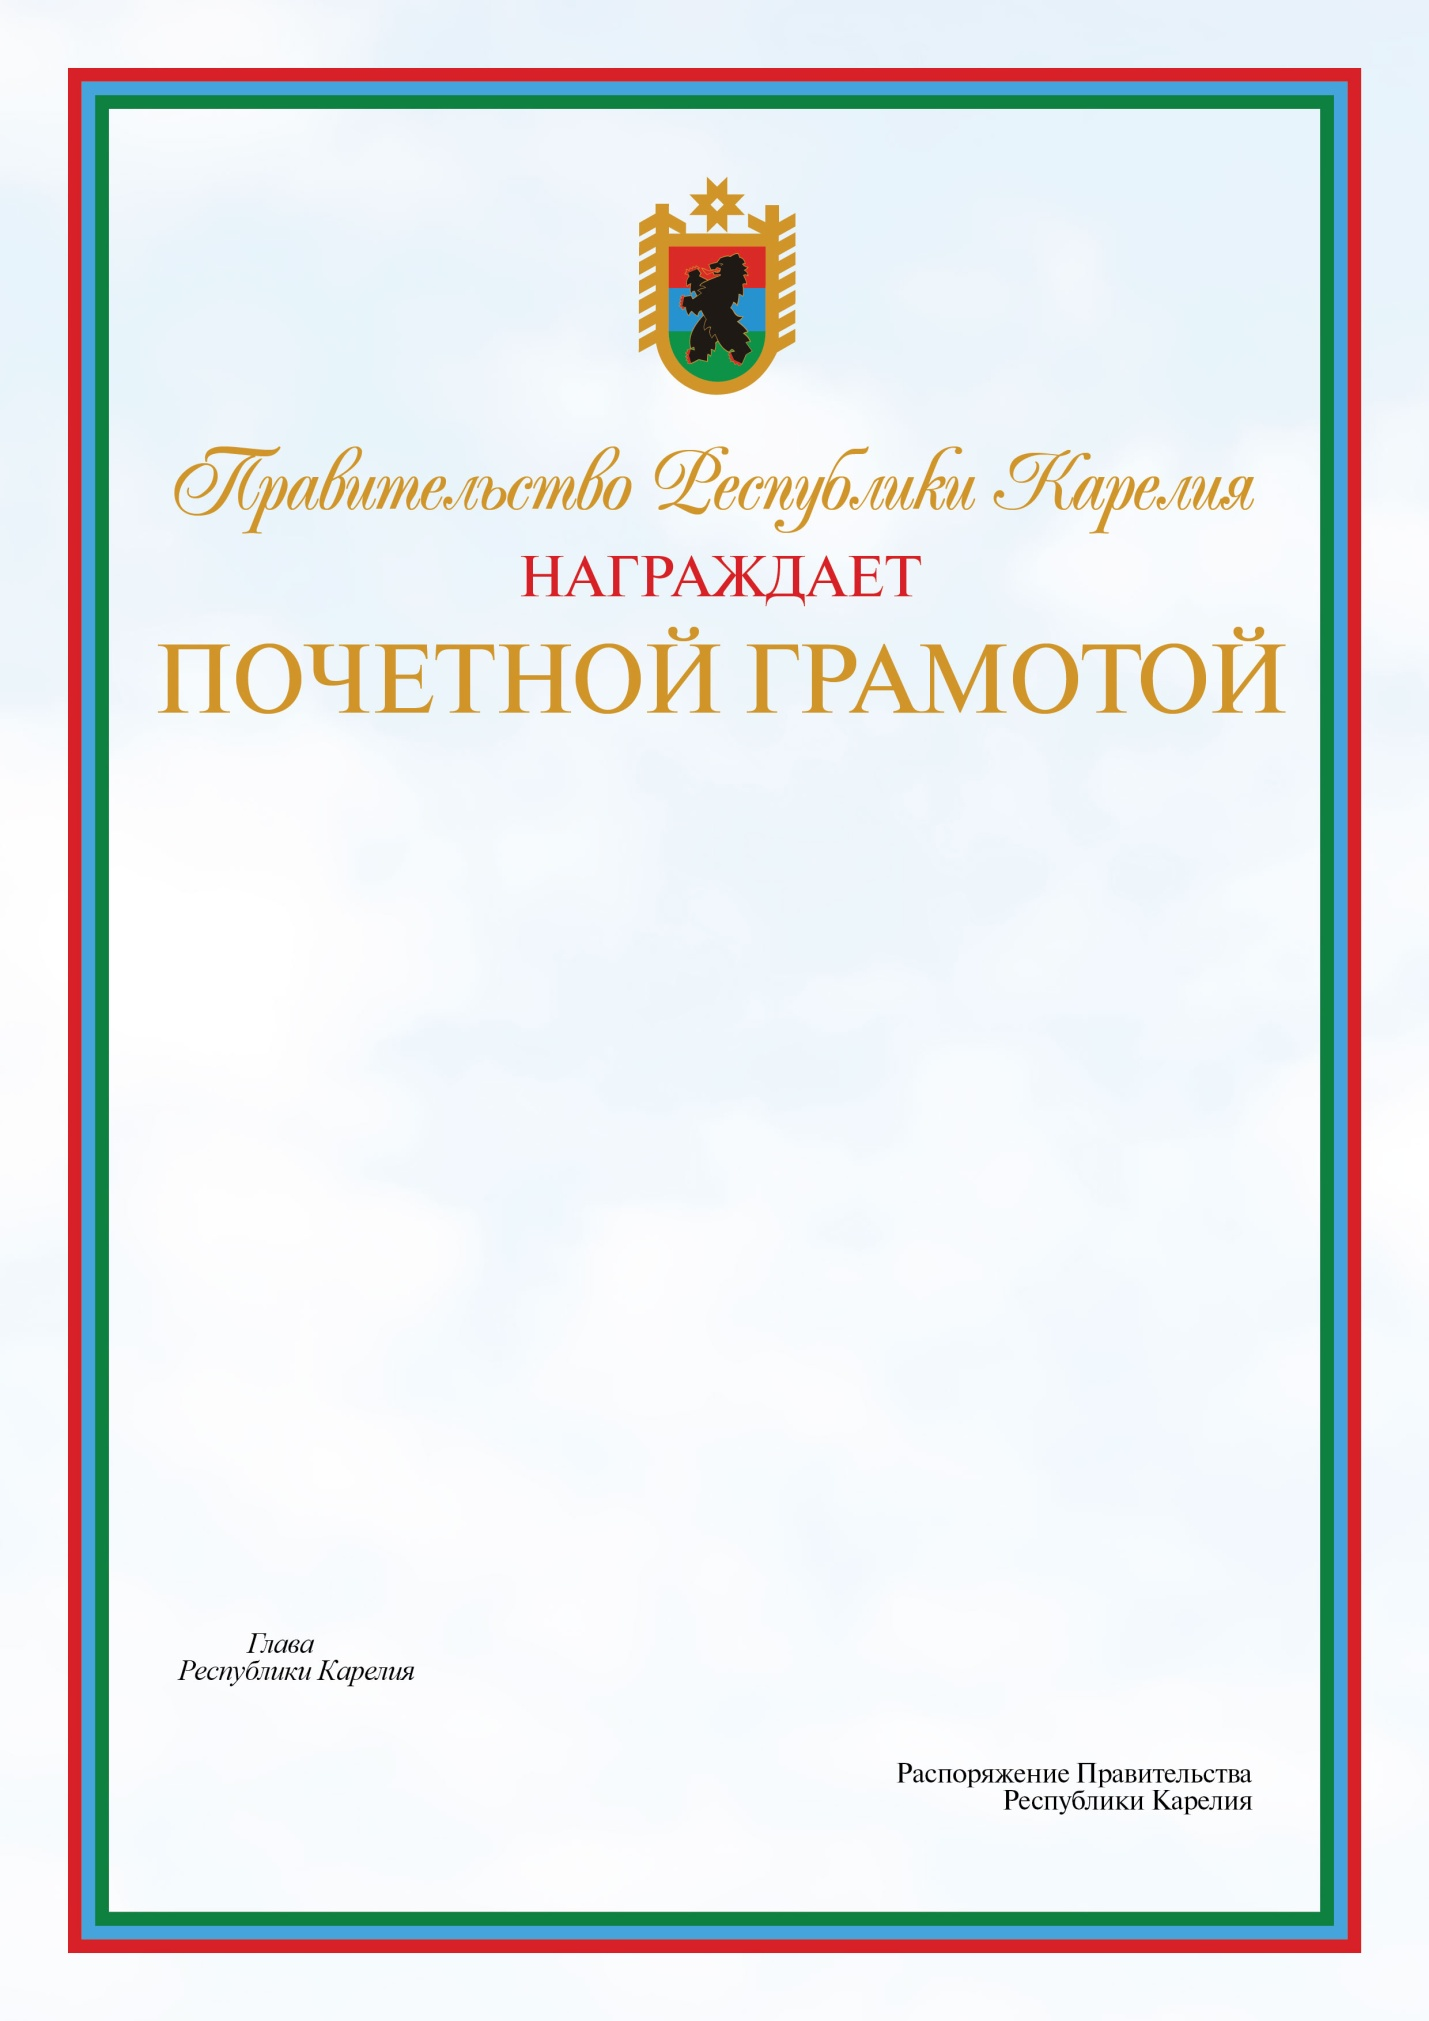 Правительство Республики Карелия
НАГРАЖДАЕТ
ПОЧЕТНОЙ ГРАМОТОЙ
Глава
Республики Карелия
Распоряжение Правительства
Республики Карелия